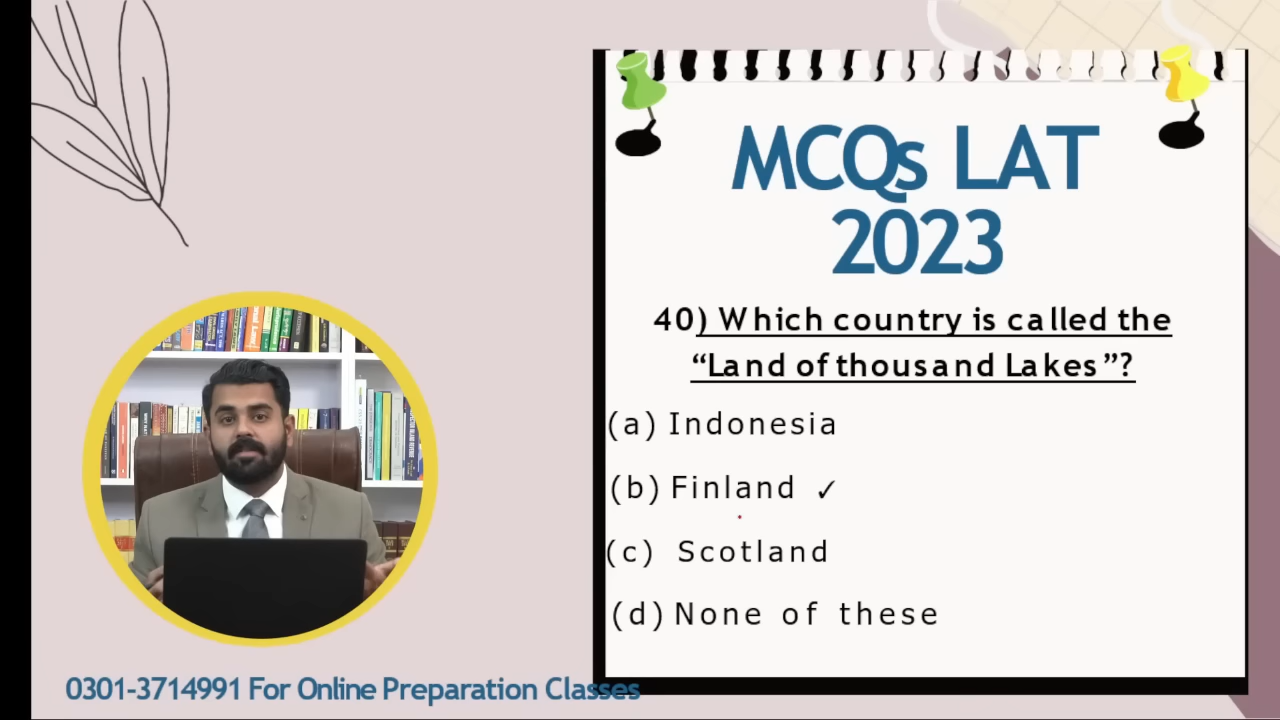 MCQs LAT
2023
40) Which country is called the
“Land of thousand Lakes”?
(a) Indonesia
(b) Finland ✓
(c) Scotland
(d) None of these
0301-3714991 For Online Preparation Classes